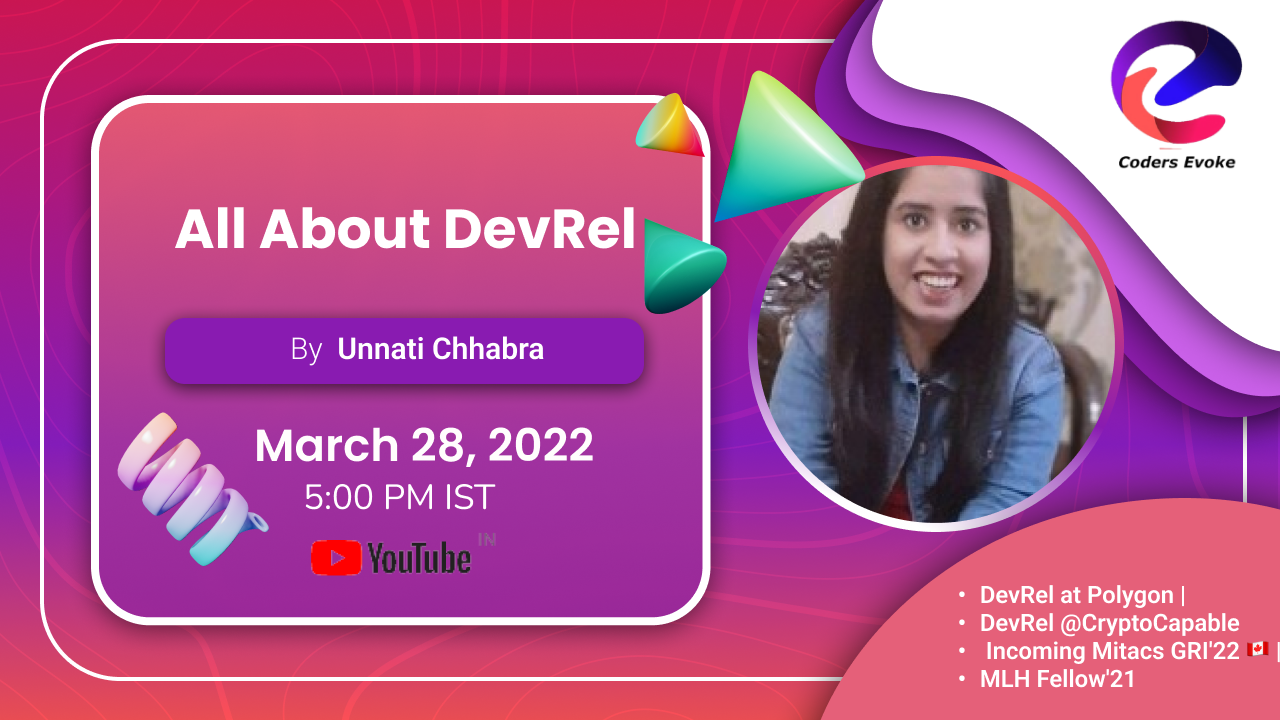 Coders Evoke
All About DevRel
By Unnati Chhabra
March 28, 2022
5:00 PM IST
YouTube IN
• DevRel at Polygon |
• DevRel @CryptoCapable
• Incoming Mitacs GRI'22 🇨🇦 |
• MLH Fellow'21